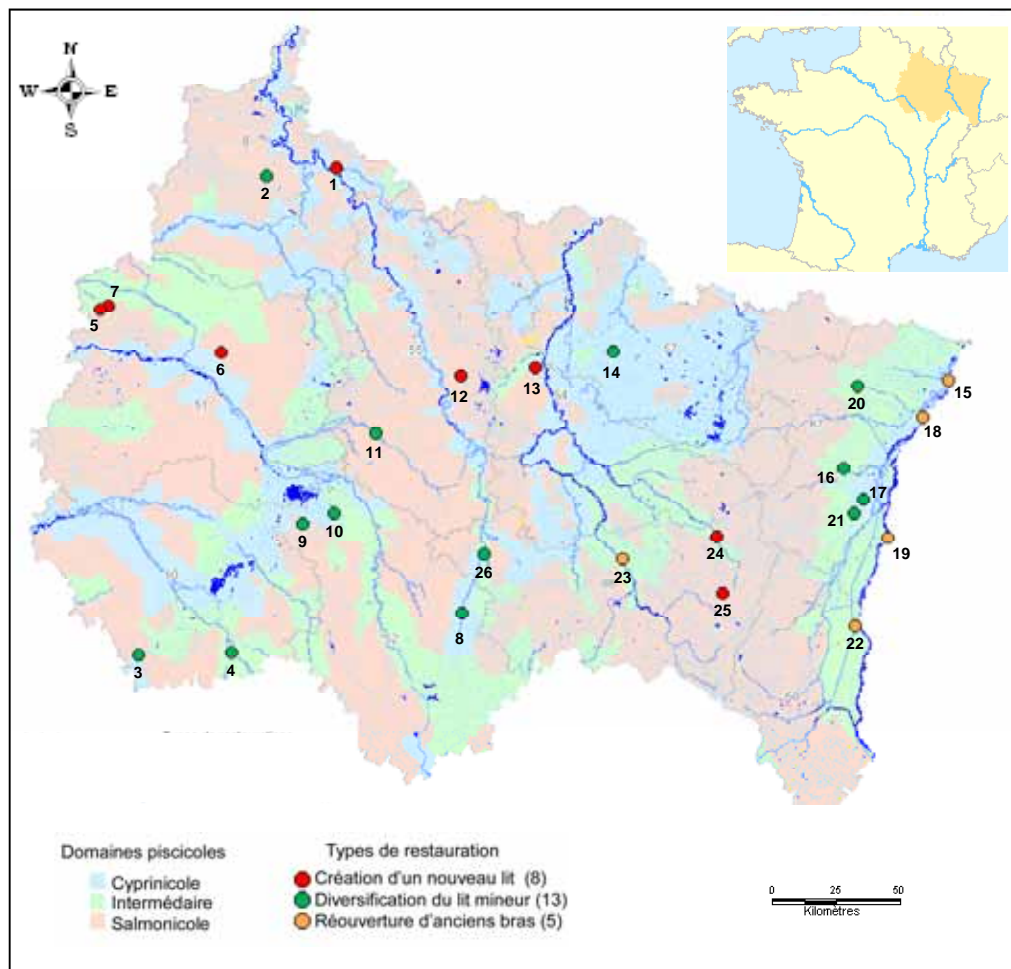 N
W E
S
1
2
7
5
6
12
13
14
15
20
18
11
16
17
10
21
9
24
19
26
23
25
8
22
3
4
Domaines piscicoles
Types de restauration
Cyprinicole
Création d'un nouveau lit (8)
Intermédaire
Diversification du lit mineur (13)
Salmonicole
Réouverture d'anciens bras (5)
0 25 50
Kilomètres